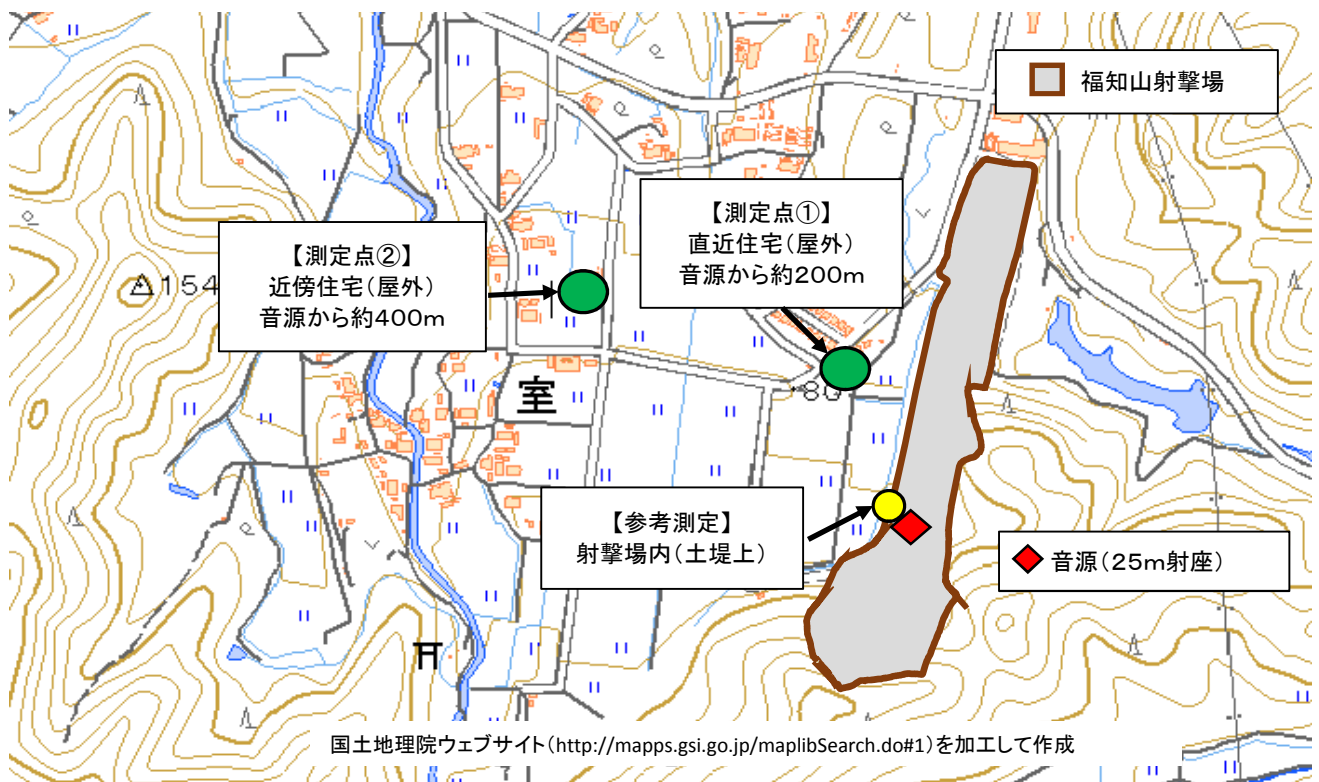 福知山射撃場
【測定点①】
直近住宅(屋外)
音源から約200m
【測定点②】
近傍住宅(屋外)
音源から約400m
154
80
室
【参考測定】
射撃場内(土堤上)
音源(25m射座)
国土地理院ウェブサイト(http://mapps.gsi.go.jp/maplibSearch.do#1)を加工して作成